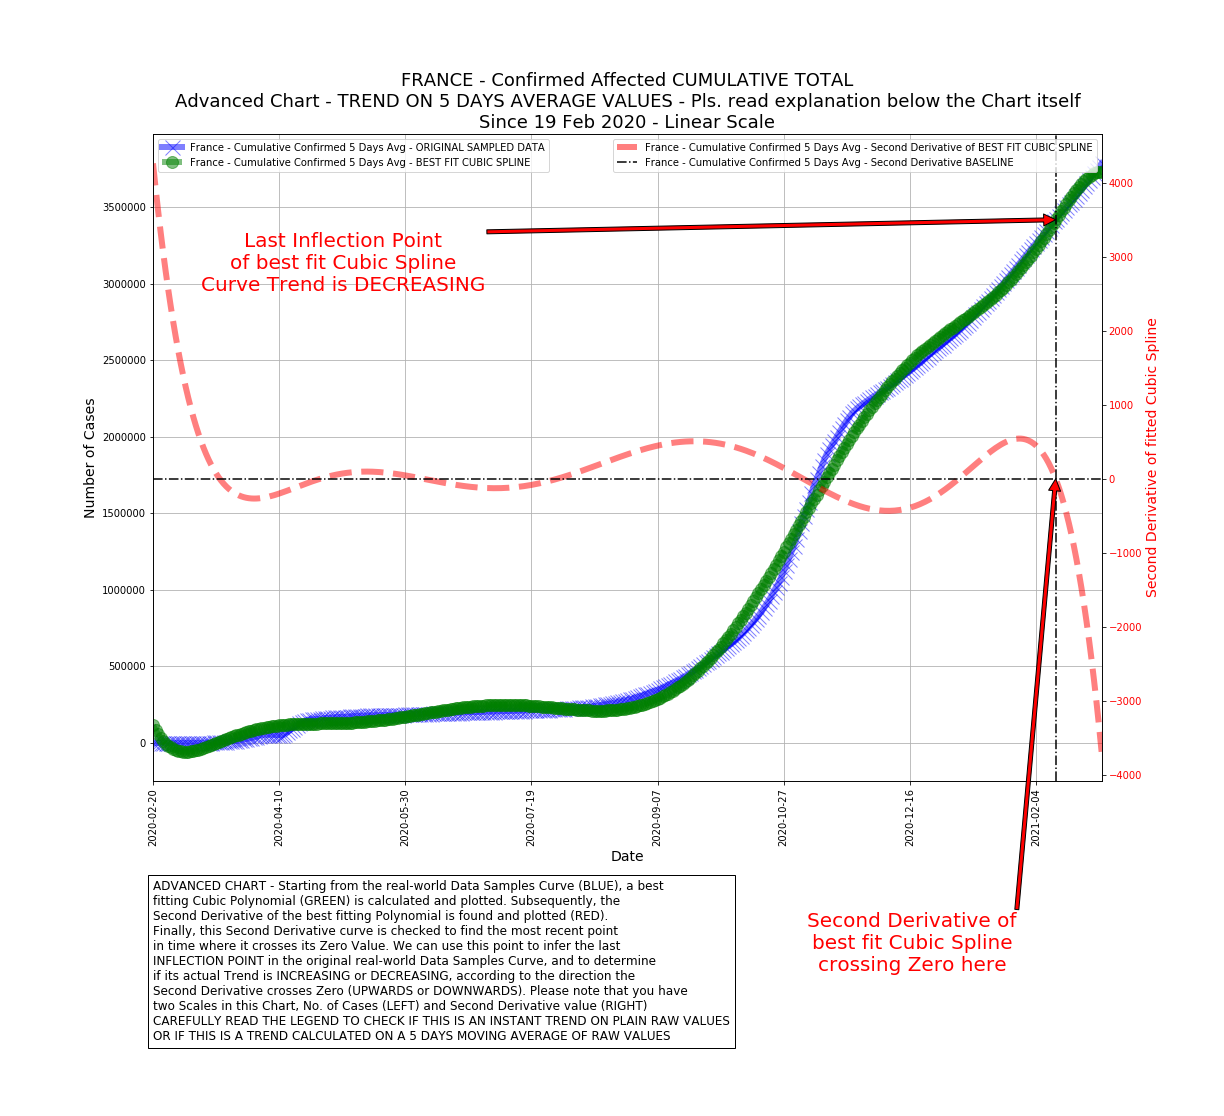 FRANCE - Confirmed Affected CUMULATIVE TOTAL
Advanced Chart - TREND ON 5 DAYS AVERAGE VALUES - Pls. read explanation below the Chart itself
Since 19 Feb 2020 - Linear Scale
France - Cumulative Confirmed 5 Days Avg - ORIGINAL SAMPLED DATA
France - Cumulative Confirmed 5 Days Avg - BEST FIT CUBIC SPLINE
France - Cumulative Confirmed 5 Days Avg - Second Derivative of BEST FIT CUBIC SPLINE
France - Cumulative Confirmed 5 Days Avg - Second Derivative BASELINE
Last Inflection Point
of best fit Cubic Spline
Curve Trend is DECREASING
Number of Cases
3500000
3000000
2500000
2000000
1500000
1000000
500000
0
4000
3000
2000
1000
0
−1000
−2000
−3000
−4000
Second Derivative of fitted Cubic Spline
2020-02-20
2020-04-10
2020-05-30
2020-07-19
2020-09-07
2020-10-27
2020-12-16
2021-02-04
Date
Second Derivative of
best fit Cubic Spline
crossing Zero here
ADVANCED CHART - Starting from the real-world Data Samples Curve (BLUE), a best
fitting Cubic Polynomial (GREEN) is calculated and plotted. Subsequently, the
Second Derivative of the best fitting Polynomial is found and plotted (RED).
Finally, this Second Derivative curve is checked to find the most recent point
in time where it crosses its Zero Value. We can use this point to infer the last
INFLECTION POINT in the original real-world Data Samples Curve, and to determine
if its actual Trend is INCREASING or DECREASING, according to the direction the
Second Derivative crosses Zero (UPWARDS or DOWNWARDS). Please note that you have
two Scales in this Chart, No. of Cases (LEFT) and Second Derivative value (RIGHT)
CAREFULLY READ THE LEGEND TO CHECK IF THIS IS AN INSTANT TREND ON PLAIN RAW VALUES
OR IF THIS IS A TREND CALCULATED ON A 5 DAYS MOVING AVERAGE OF RAW VALUES